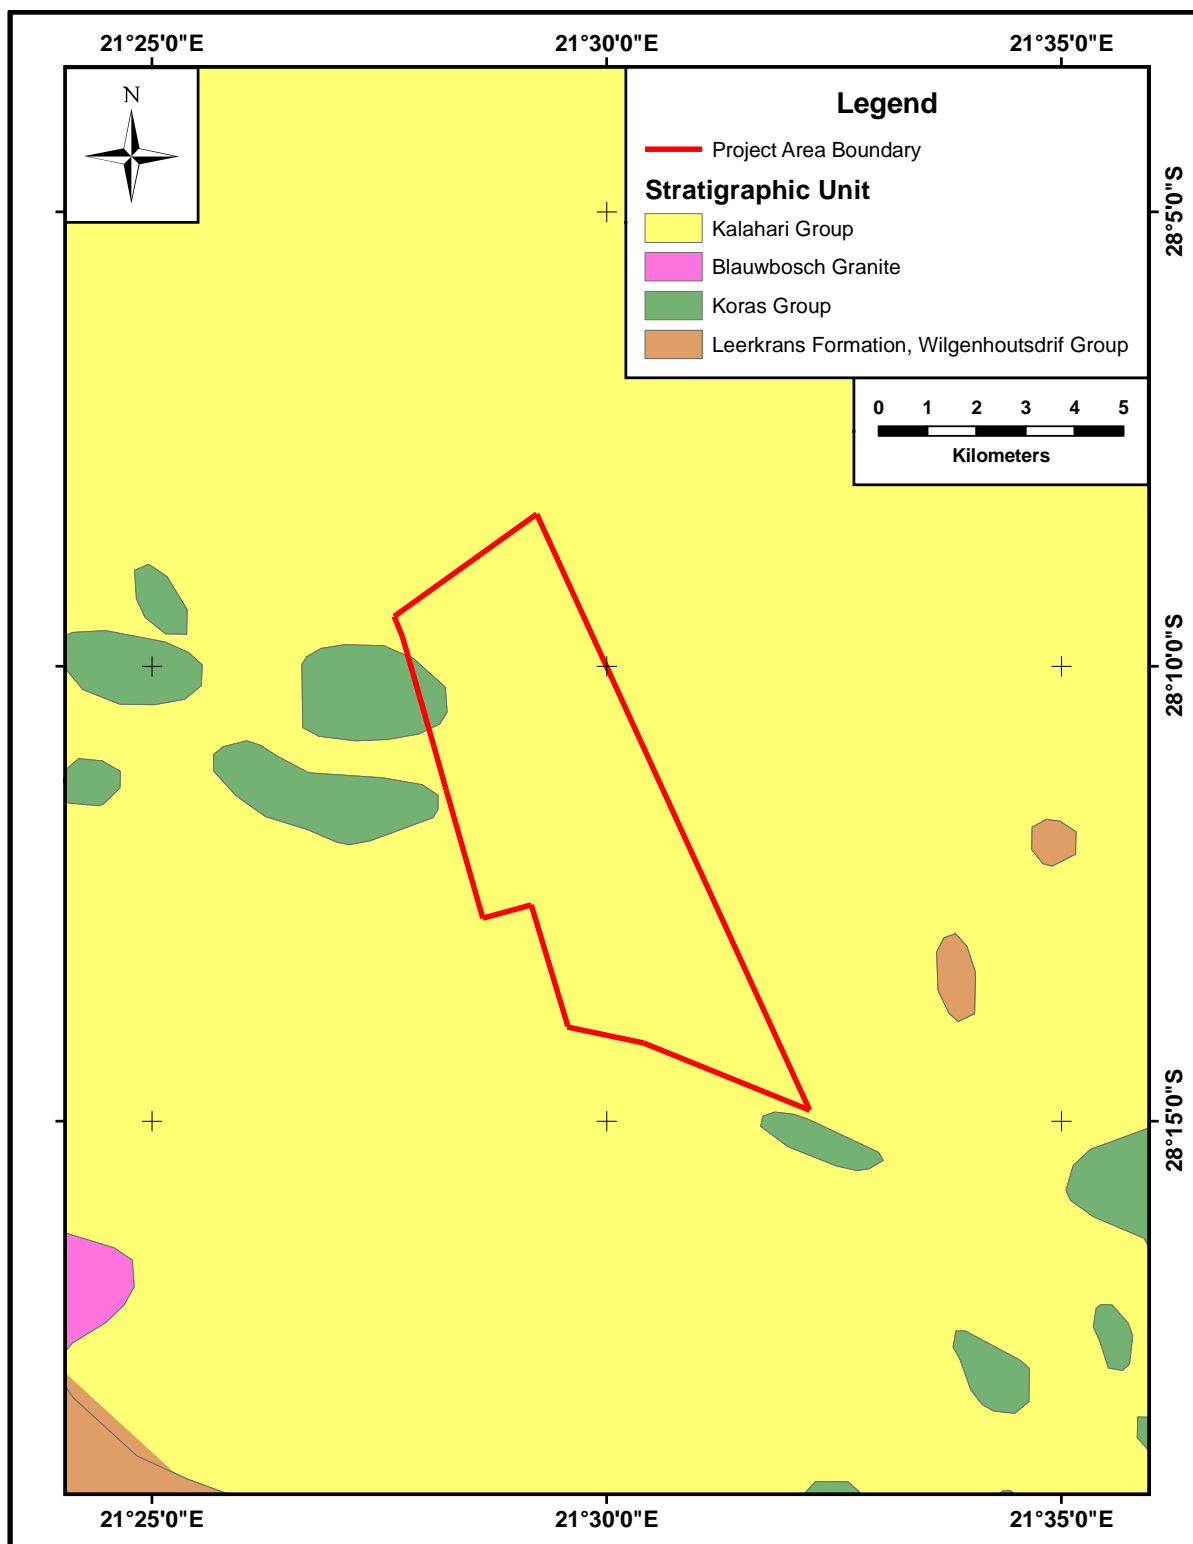 21°25'0"E 21°30'0"E 21°35'0"E
N
Legend
Project Area Boundary
Stratigraphic Unit
Kalahari Group
Blauwbosch Granite
Koras Group
Leerkrans Formation, Wilgenhoutsdrif Group
0 1 2 3 4 5
Kilometers
28°5'0"S
28°10'0"S
28°15'0"S
21°25'0"E 21°30'0"E 21°35'0"E